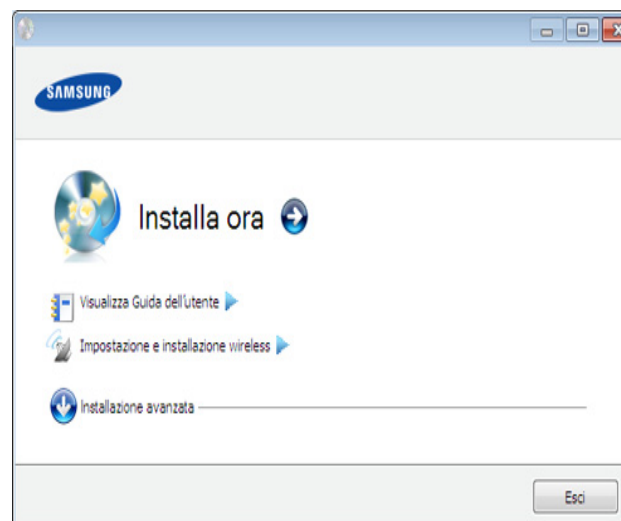 SAMSUNG
Installa ora
Visualizza Guida dell'utente
Impostazione e installazione wireless
Installazione avanzata
Esci